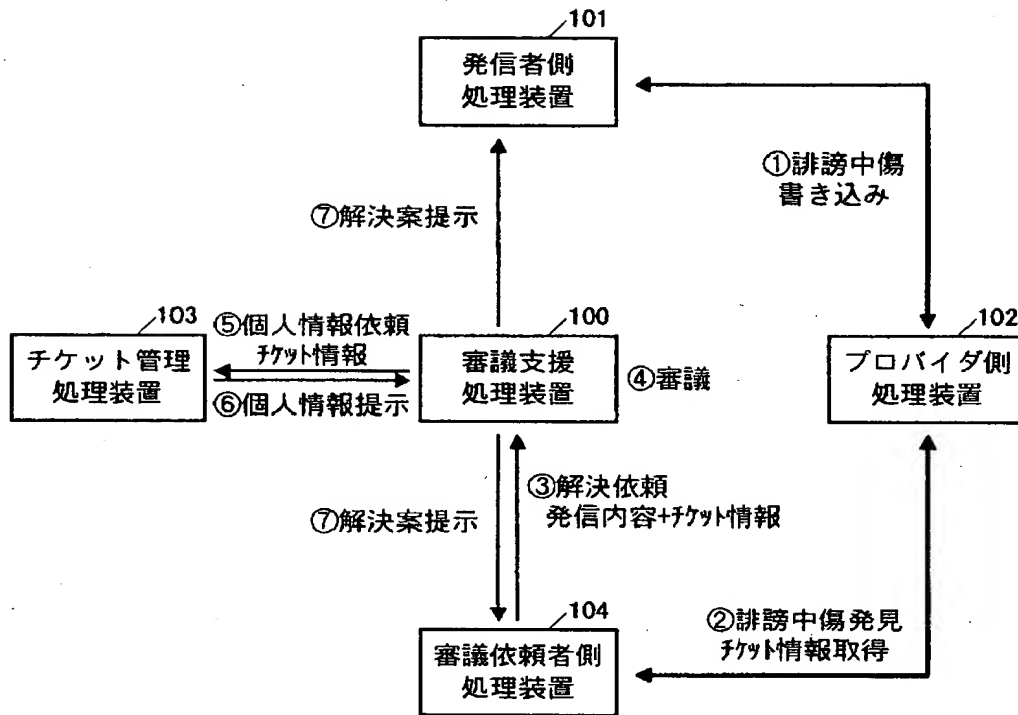 101
発信者側
処理装置
①誹謗中傷
書き込み
⑦解決案提示
103
チケット管理
処理装置
⑤個人情報依頼
チケット情報
⑥個人情報提示
100
審議支援
処理装置
④審議
102
プロバイダ側
処理装置
③解決依頼
発信内容+チケット情報
⑦解決案提示
104
審議依頼者側
処理装置
②誹謗中傷発見
チケット情報取得